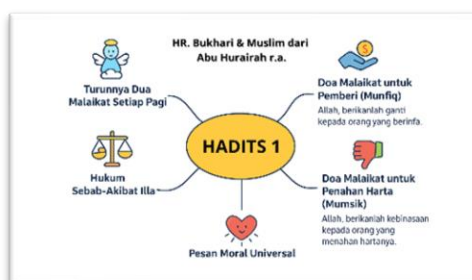 HR. Bukhari & Muslim dari
Abu Hurairah r.a.
Turunnya Dua
Malaikat Setiap Pagi
Doa Malaikat untuk
Pemberi (Munfiq)
Allah, berikanlah ganti
kepada orang yang berinfa.
HADITS 1
Hukum
Sebab-Akibat Illa
Doa Malaikat untuk
Penahan Harta
(Mumsik)
Allah, berikanlah kebinasaan
kepada orang yang
menahan hartanya.
Pesan Moral Universal